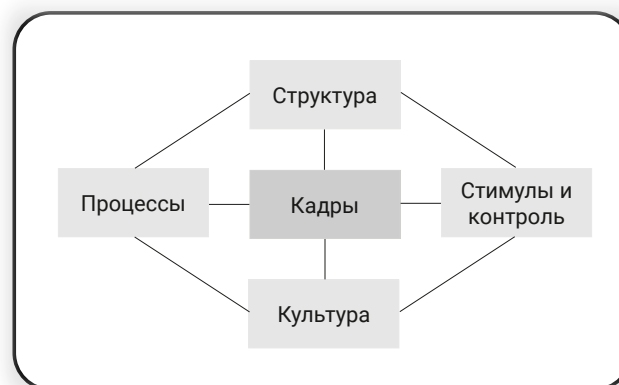 Структура
Процессы
Кадры
Стимулы и
контроль
Культура